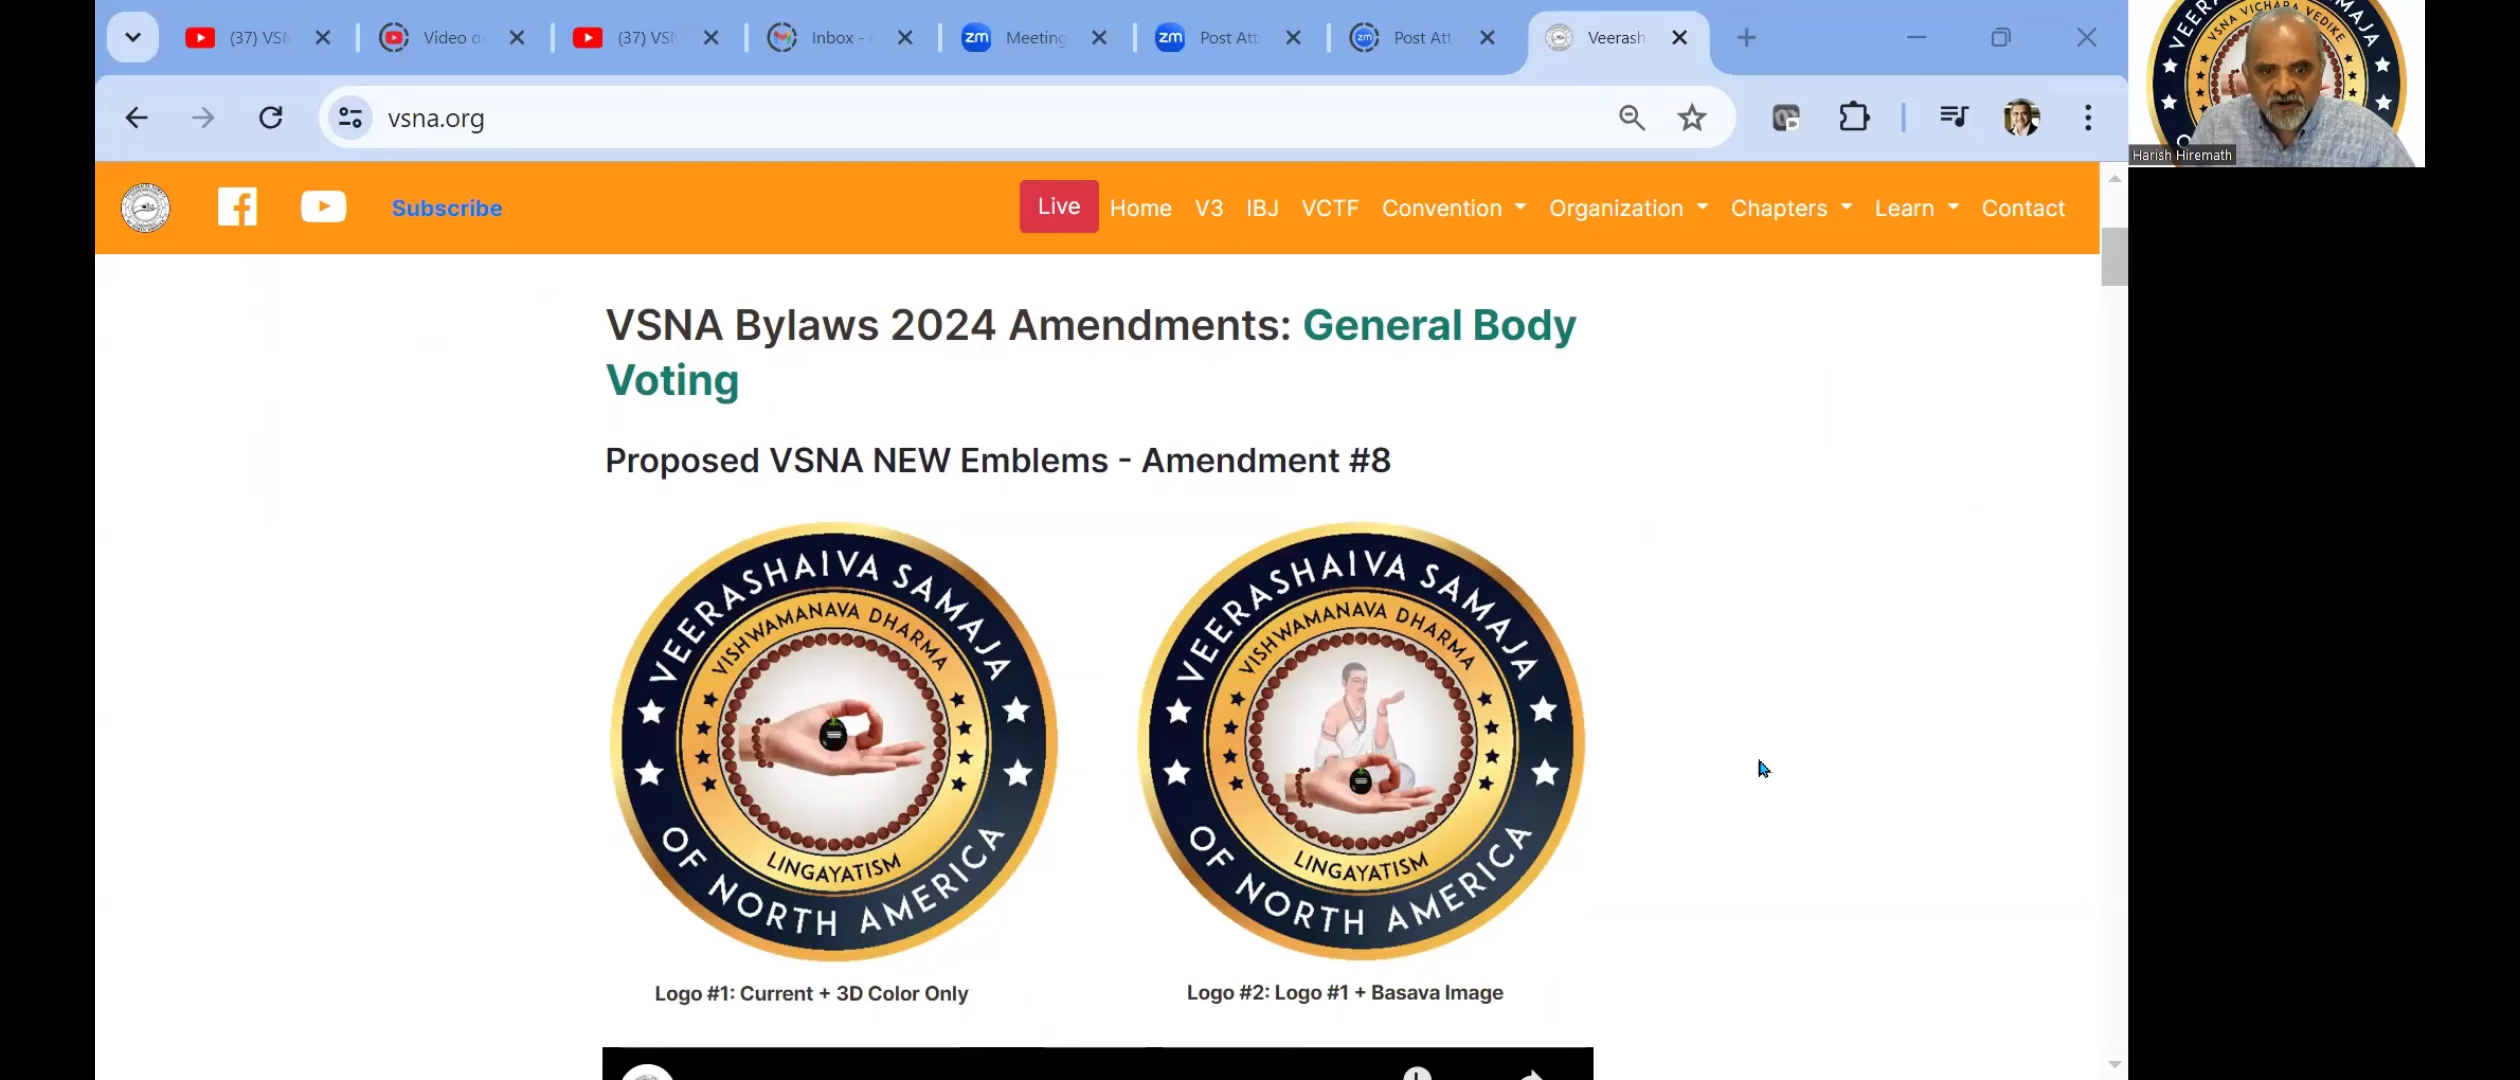 (37) VSN
Video d
(37) VSN
Inbox -
Meeting
Post Att
Post Att
Veerash
vsna.org
Harish Hiremath
VSNA VICHARA VEDIKE
Subscribe
Live
Home
V3
IBJ
VCTF
Convention
Organization
Chapters
Learn
Contact
VSNA Bylaws 2024 Amendments: General Body
Voting
Proposed VSNA NEW Emblems - Amendment #8
VEERASHAIVA SAMAJA
VISHWAMANAVA DHARMA
LINGAYATISM
OF NORTH AMERICA
VEERASHAIVA SAMAJA
VISHWAMANAVA DHARMA
LINGAYATISM
OF NORTH AMERICA
Logo #1: Current + 3D Color Only
Logo #2: Logo #1 + Basava Image